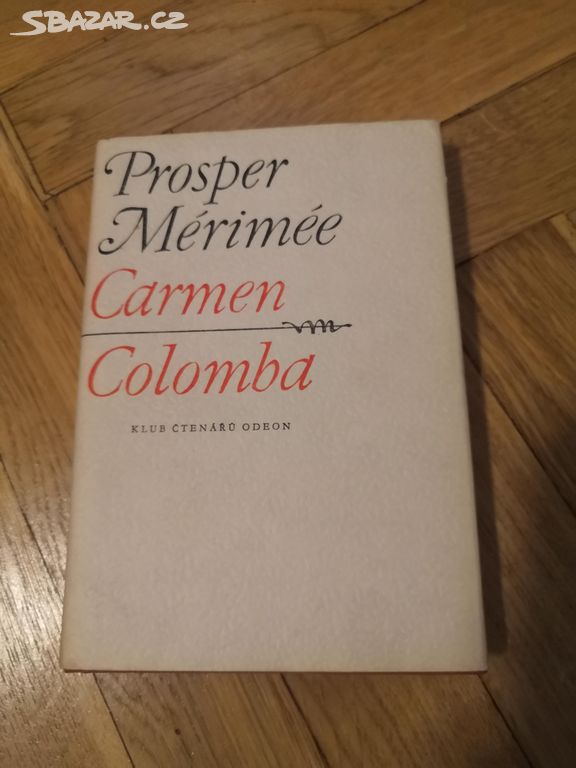 SBAZAR.CZ
Prosper
Mérimée
Carmen
Colomba
KLUB ČTENÁŘŮ ODEON